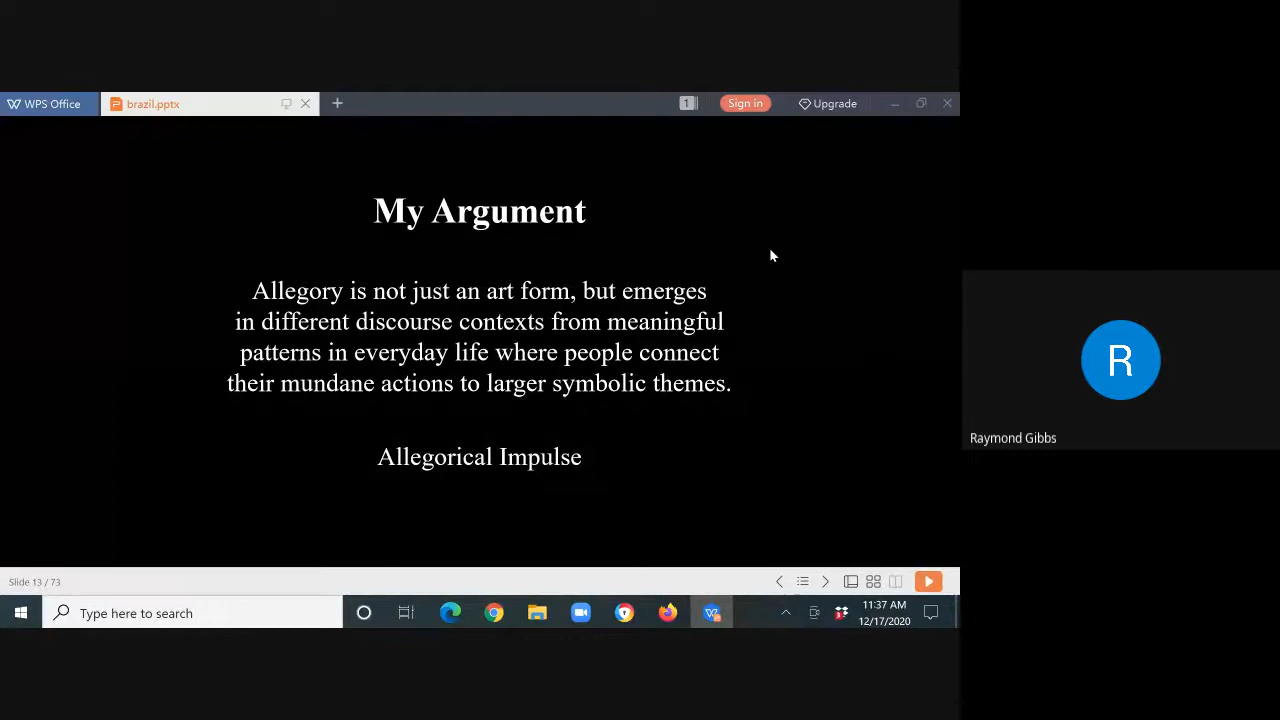 WPS Office
brazil.pptx
1
Sign in
Upgrade
My Argument
Allegory is not just an art form, but emerges
in different discourse contexts from meaningful
patterns in everyday life where people connect
their mundane actions to larger symbolic themes.
Allegorical Impulse
R
Raymond Gibbs
Slide 13 / 73
Type here to search
11:37 AM
12/17/2020